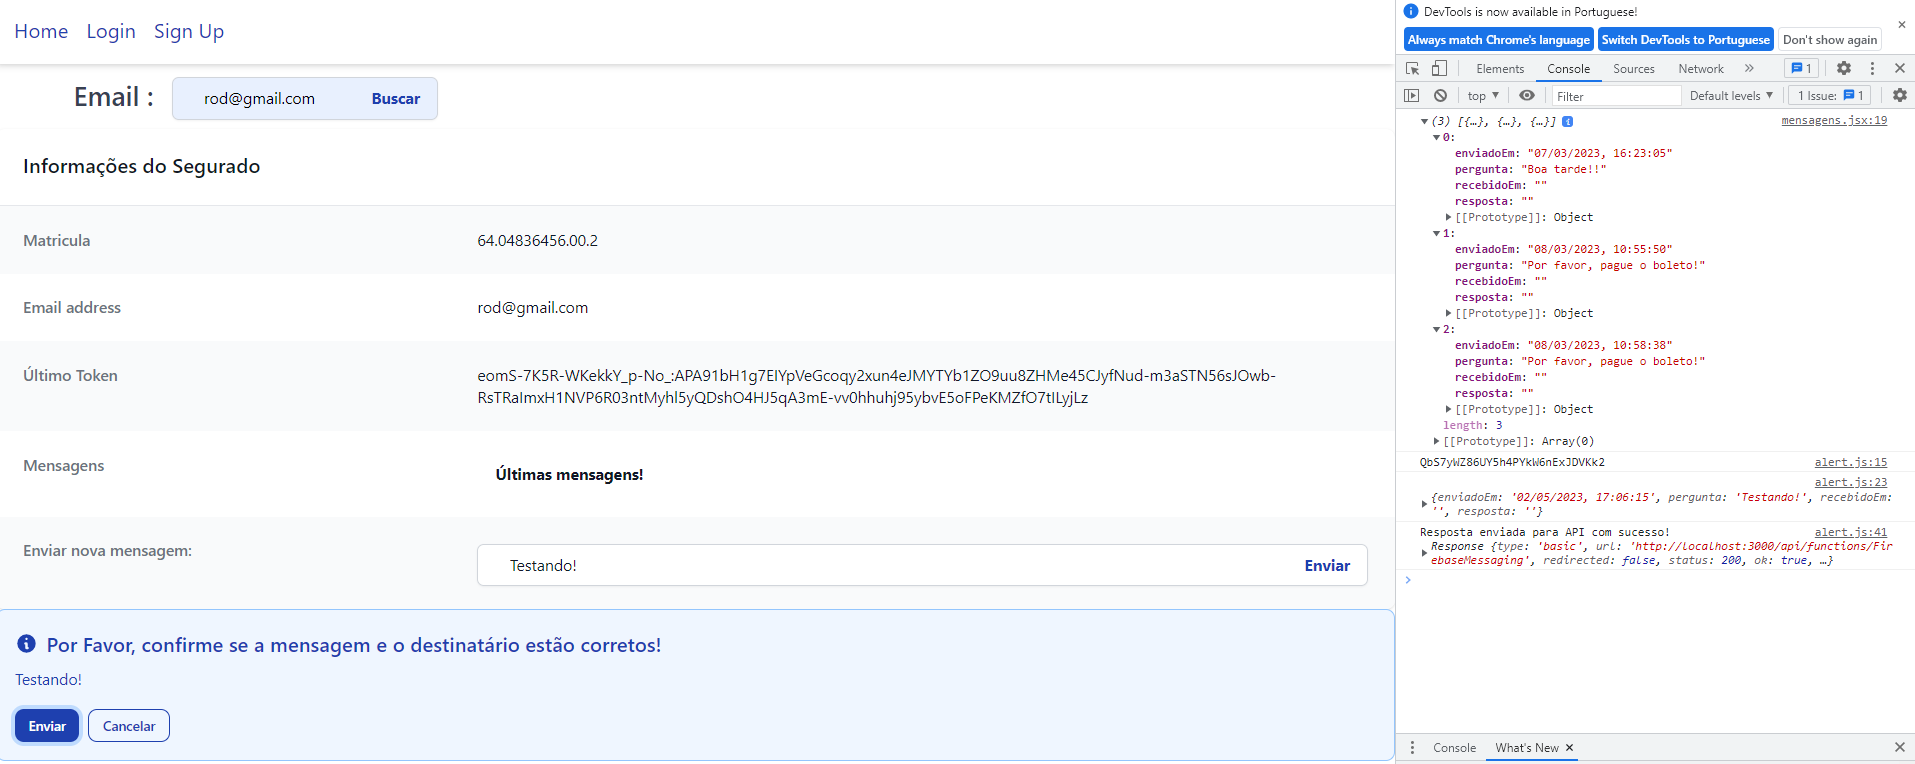 Home Login Sign Up
Email : rod@gmail.com Buscar
Informações do Segurado
Matricula 64.04836456.00.2
Email address rod@gmail.com
Último Token eomS-7K5R-WKekkY_p-No_:APA91bH1g7EIYpVeGcoqy2xun4eJMYTYb1ZO9uu8ZHMe45CJyfNud-m3aSTN56sJOwb-
RsTRaImxH1NVP6R03ntMyhl5yQDshO4HJ5qA3mE-vv0hhuhj95ybvE5oFPeKMZfO7tILyjLz
Mensagens Últimas mensagens!
Enviar nova mensagem: Testando! Enviar
Por Favor, confirme se a mensagem e o destinatário estão corretos!
Testando!
Enviar Cancelar
DevTools is now available in Portuguese!
Always match Chrome's language Switch DevTools to Portuguese Don't show again
Elements Console Sources Network » 1
top Filter Default levels 1 Issue: 1
(3) [{…}, {…}, {…}] mensagens.jsx:19
0:
enviadoEm: "07/03/2023, 16:23:05"
pergunta: "Boa tarde!!"
recebidoEm: ""
resposta: ""
[[Prototype]]: Object
1:
enviadoEm: "08/03/2023, 10:55:50"
pergunta: "Por favor, pague o boleto!"
recebidoEm: ""
resposta: ""
[[Prototype]]: Object
2:
enviadoEm: "08/03/2023, 10:58:38"
pergunta: "Por favor, pague o boleto!"
recebidoEm: ""
resposta: ""
[[Prototype]]: Object
length: 3
[[Prototype]]: Array(0)
QbS7yWZ86UY5h4PYkW6nExJDVKk2 alert.js:15
alert.js:23
{enviadoEm: '02/05/2023, 17:06:15', pergunta: 'Testando!', recebidoEm:
'', resposta: ''}
Resposta enviada para API com sucesso! alert.js:41
Response {type: 'basic', url: 'http://localhost:3000/api/functions/Fir
ebaseMessaging', redirected: false, status: 200, ok: true, …}
Console What's New